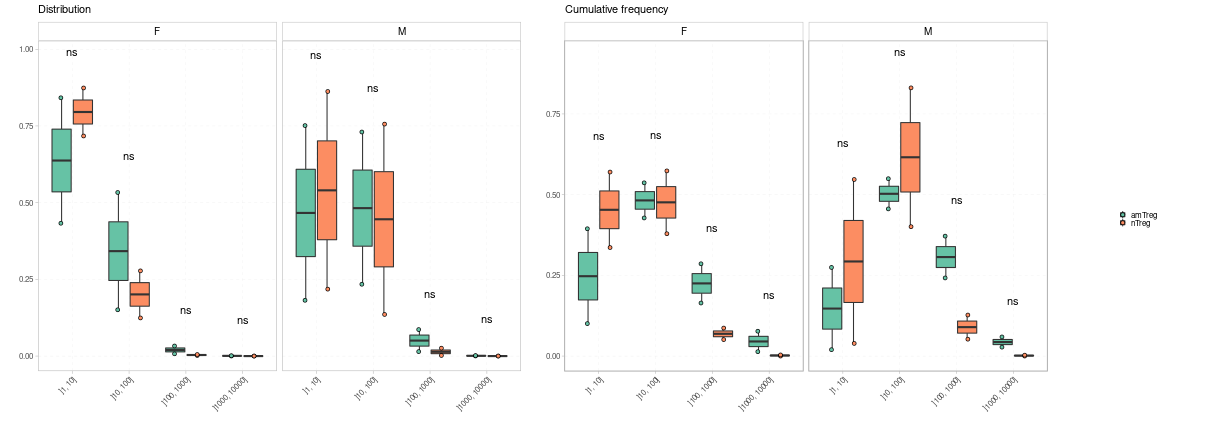 Distribution
F
M
1.00
0.75
0.50
0.25
0.00
ns
ns
ns
ns
ns
ns
ns
ns
]1, 10]
]10, 100]
]100, 1000]
]1000, 10000]
]1, 10]
]10, 100]
]100, 1000]
]1000, 10000]
Cumulative frequency
F
M
0.75
0.50
0.25
0.00
ns
ns
ns
ns
ns
ns
ns
ns
]1, 10]
]10, 100]
]100, 1000]
]1000, 10000]
]1, 10]
]10, 100]
]100, 1000]
]1000, 10000]
amTreg
nTreg